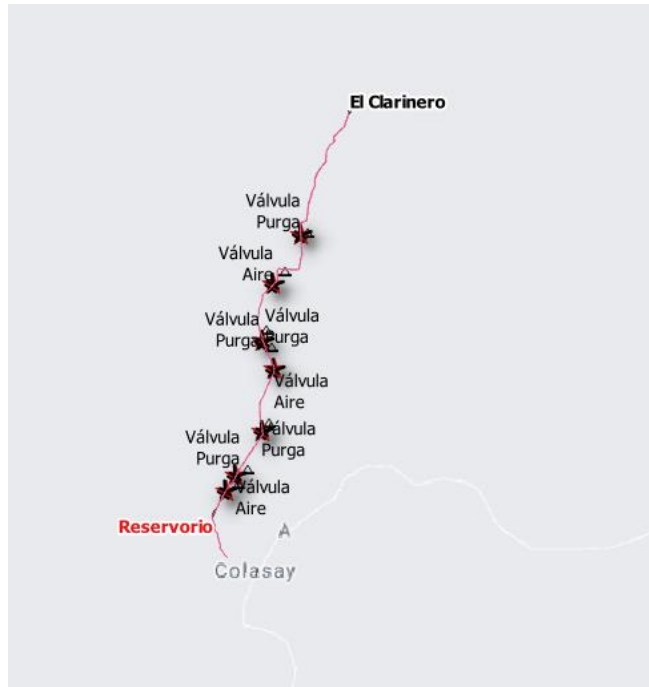 El Clarinero
Válvula
Purga
Válvula
Aire
Válvula
Purga
Válvula
Purga
Válvula
Aire
Válvula
Purga
Válvula
Purga
Válvula
Aire
Reservorio
A
Colasay